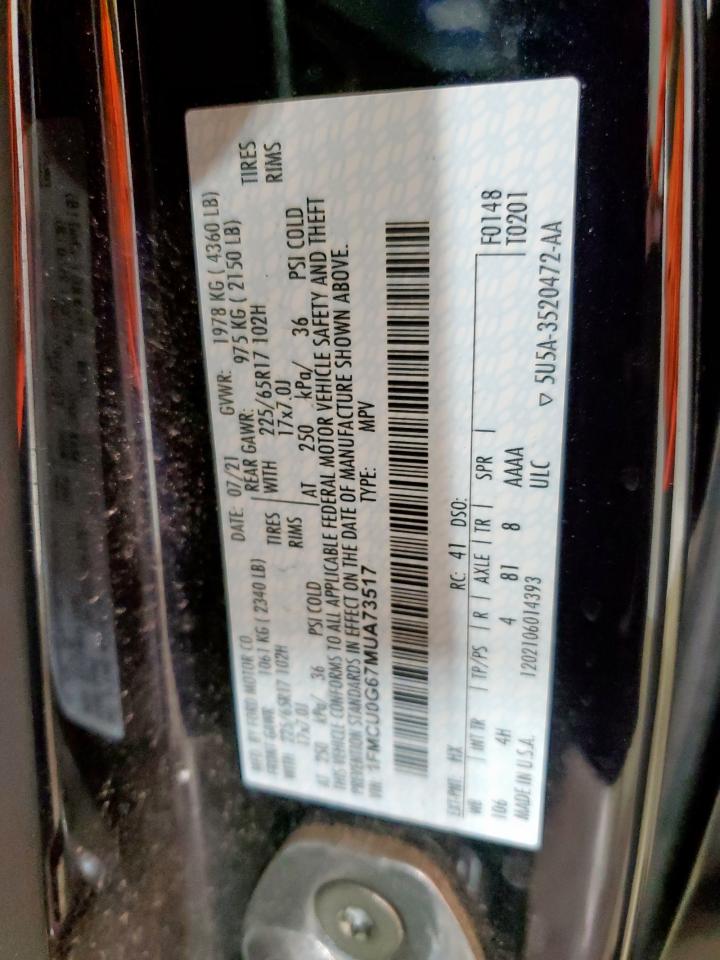 MFD. BY FORD MOTOR CO.
DATE: 07/21 GVWR: 1978 KG ( 4360 LB)
FRONT GAWR: 1061 KG ( 2340 LB) REAR GAWR: 975 KG ( 2150 LB)
WITH 225/65R17 102H TIRES WITH 225/65R17 102H TIRES
17x7.0J RIMS 17x7.0J RIMS
AT 250 kPa/ 36 PSI COLD AT 250 kPa/ 36 PSI COLD
THIS VEHICLE CONFORMS TO ALL APPLICABLE FEDERAL MOTOR VEHICLE SAFETY AND THEFT
PREVENTION STANDARDS IN EFFECT ON THE DATE OF MANUFACTURE SHOWN ABOVE.
VIN: 1FMCU0G67MUA73517 TYPE: MPV
EXT-PNT: HX RC: 41 DSO: F0148
WB INT TR TP/PS R AXLE TR SPR T0201
106 4H 4 81 8 AAAA
MADE IN U.S.A. 1202106014393 ULC ▽ 5U5A-3520472-AA